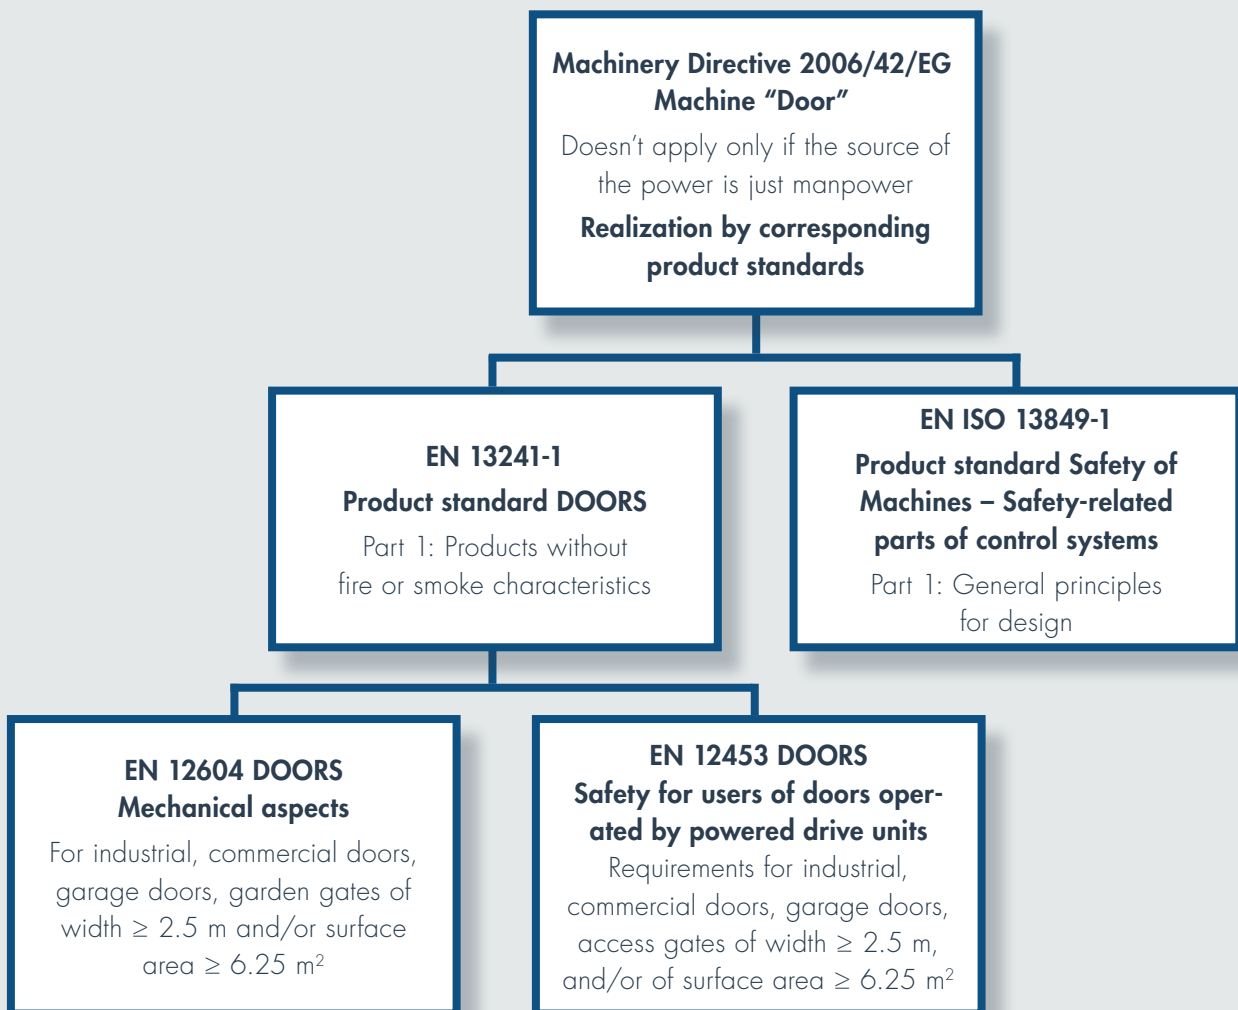 Machinery Directive 2006/42/EG
Machine “Door”
Doesn’t apply only if the source of
the power is just manpower
Realization by corresponding
product standards
EN 13241-1
Product standard DOORS
Part 1: Products without
fire or smoke characteristics
EN ISO 13849-1
Product standard Safety of
Machines – Safety-related
parts of control systems
Part 1: General principles
for design
EN 12604 DOORS
Mechanical aspects
For industrial, commercial doors,
garage doors, garden gates of
width ≥ 2.5 m and/or surface
area ≥ 6.25 m²
EN 12453 DOORS
Safety for users of doors oper-
ated by powered drive units
Requirements for industrial,
commercial doors, garage doors,
access gates of width ≥ 2.5 m,
and/or of surface area ≥ 6.25 m²